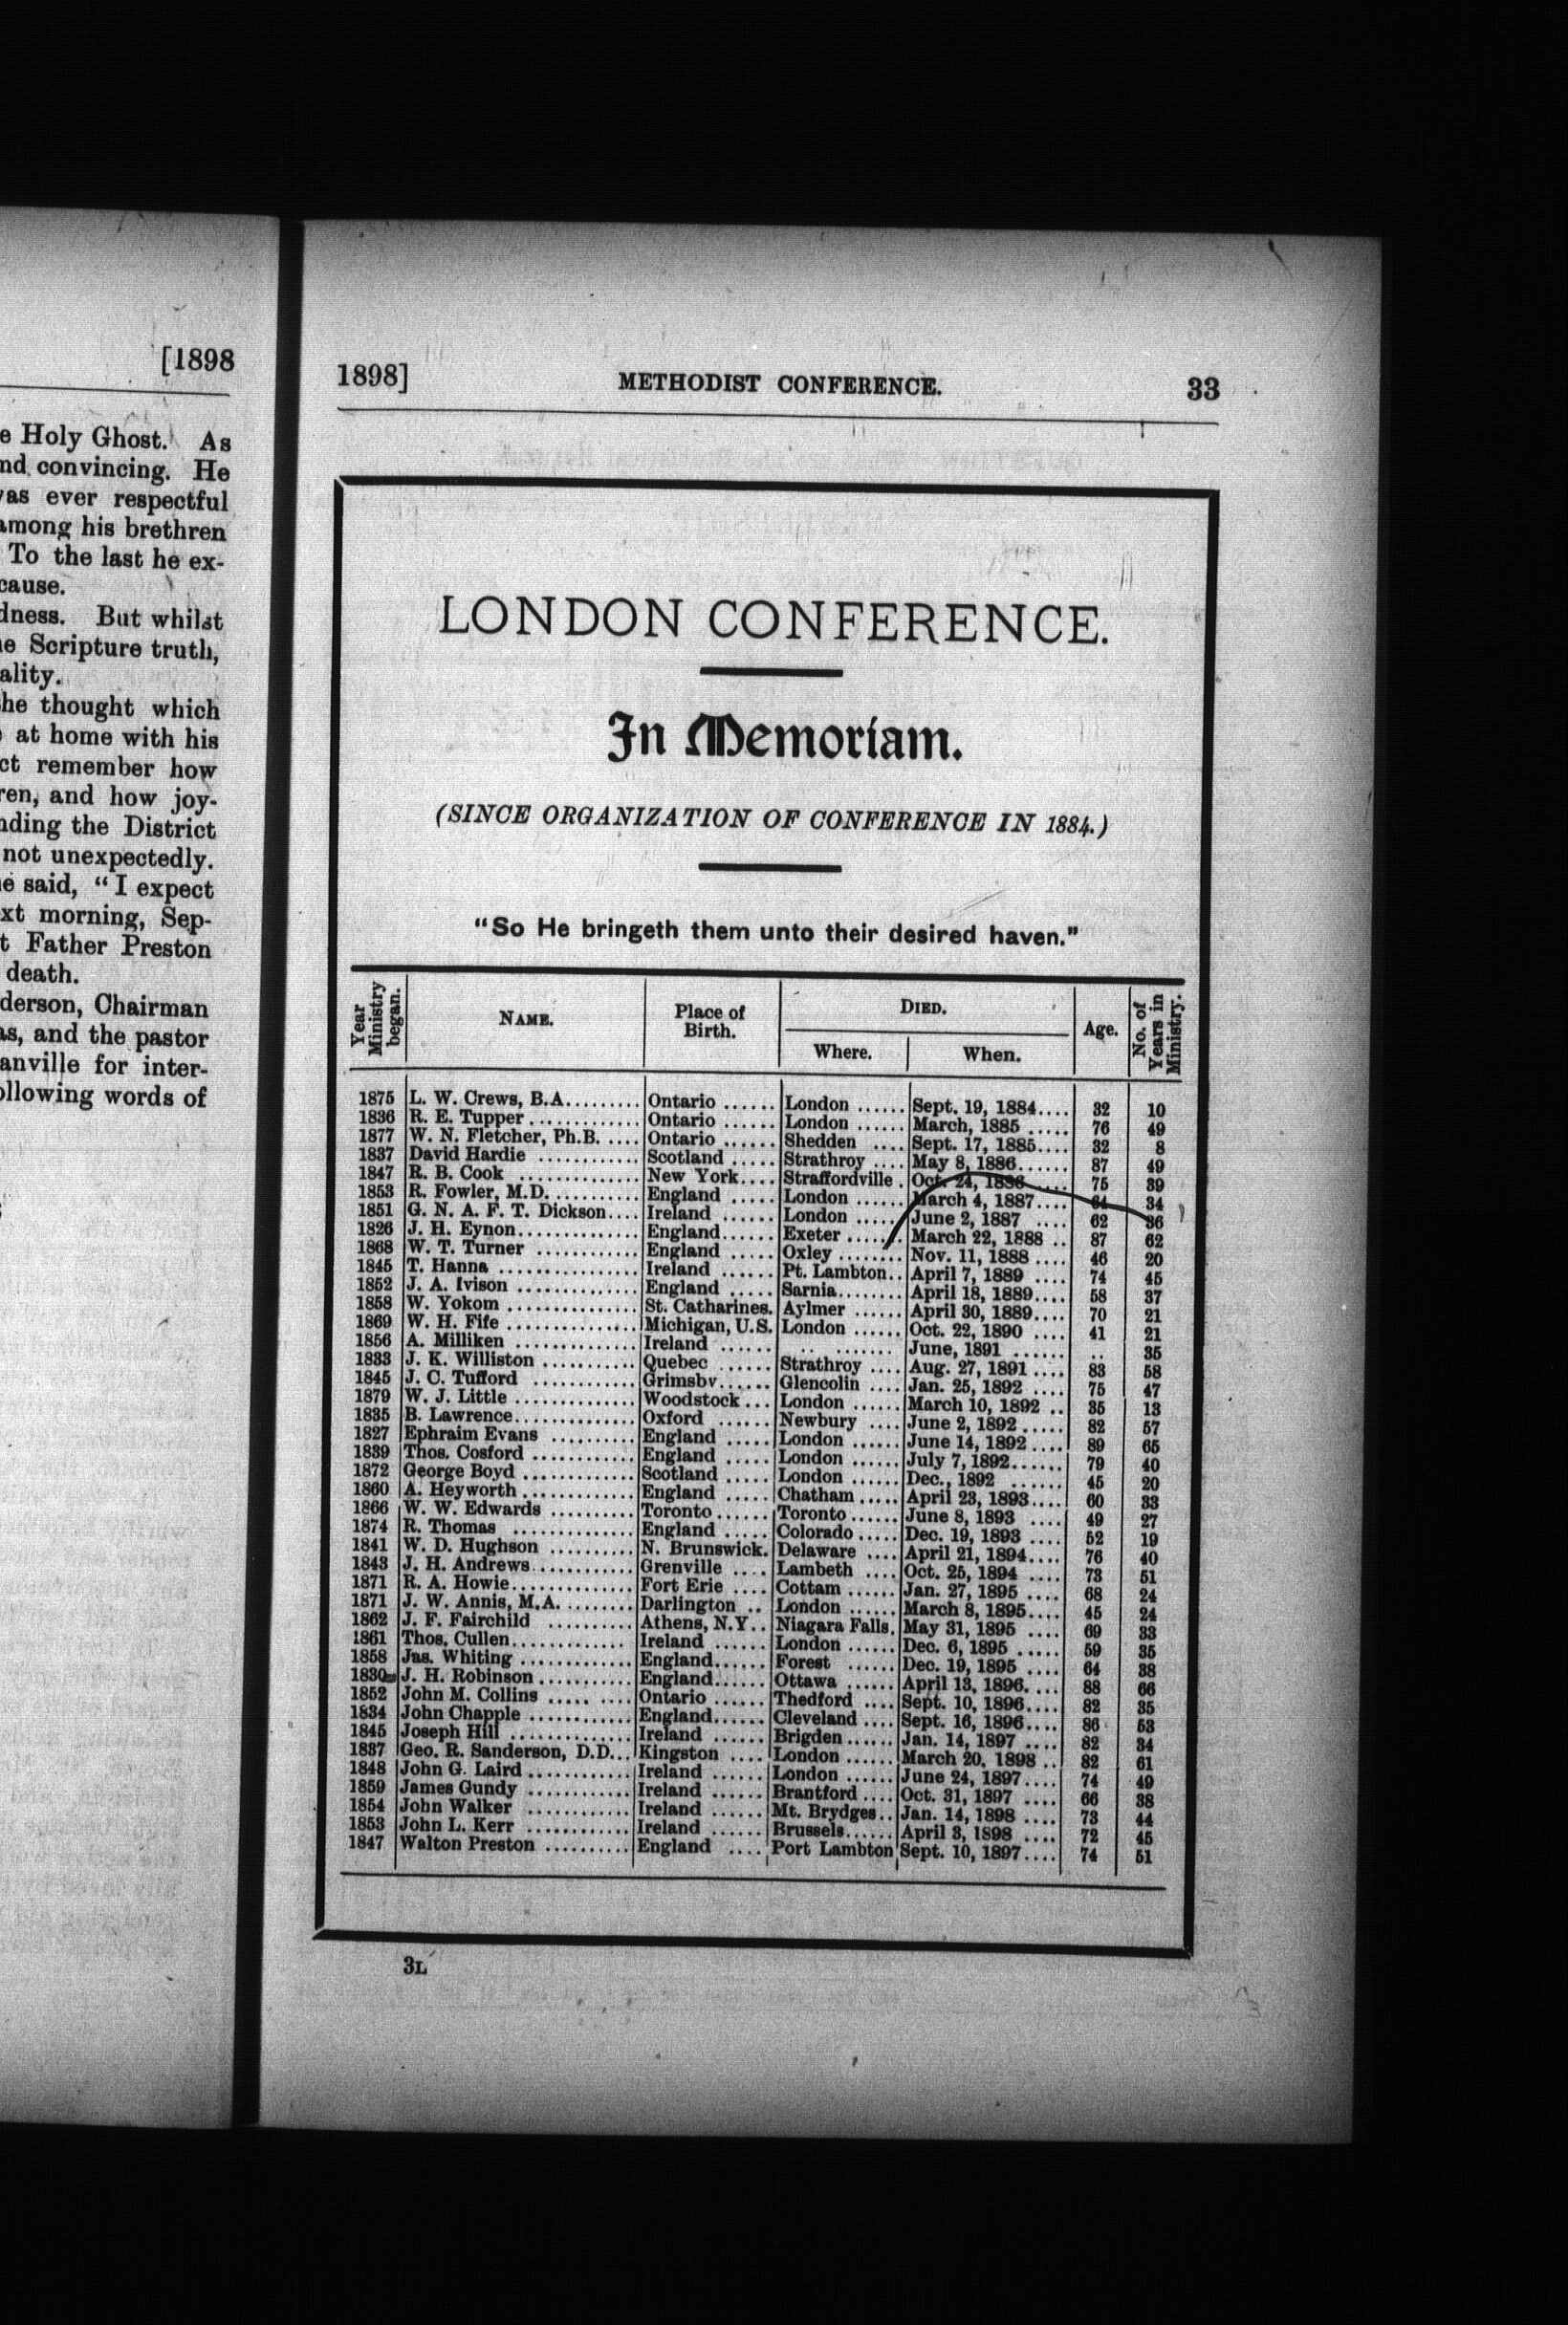 [1898
e Holy Ghost. As
nd convincing. He
as ever respectful
among his brethren
To the last he ex-
cause.
dness. But whilst
e Scripture truth,
ality.
he thought which
at home with his
ct remember how
ren, and how joy-
nding the District
not unexpectedly.
e said, "I expect
xt morning, Sep-
t Father Preston
death.
derson, Chairman
as, and the pastor
anville for inter-
ollowing words of
1898] METHODIST CONFERENCE. 33
LONDON CONFERENCE.
In Memoriam.
(SINCE ORGANIZATION OF CONFERENCE IN 1884.)
"So He bringeth them unto their desired haven."
Year Ministry began. NAME. Place of Birth. DIED. Age. No. of Years in Ministry.
Where. When.
1875 L. W. Crews, B.A......... Ontario ...... London ...... Sept. 19, 1884.... 32 10
1836 R. E. Tupper ............. Ontario ...... London ...... March, 1885 ..... 76 49
1877 W. N. Fletcher, Ph.B. .... Ontario ...... Shedden .... Sept. 17, 1885.... 32 8
1837 David Hardie ............ Scotland ..... Strathroy .... May 8, 1886...... 87 49
1847 R. B. Cook .............. New York.... Straffordville . Oct. 24, 1886 .... 75 39
1853 R. Fowler, M.D. .......... England ..... London ...... March 4, 1887.... 64 34
1851 G. N. A. F. T. Dickson.... Ireland ...... London ..... June 2, 1887 .... 62 36
1826 J. H. Eynon............. England...... Exeter ...... March 22, 1888 .. 87 62
1868 W. T. Turner ............ England ..... Oxley ........ Nov. 11, 1888 .... 46 20
1845 T. Hanna ................ Ireland ...... Pt. Lambton.. April 7, 1889 .... 74 45
1852 J. A. Ivison .............. England ..... Sarnia........ April 18, 1889.... 58 37
1858 W. Yokom .............. St. Catharines. Aylmer ...... April 30, 1889.... 70 21
1869 W. H. Fife ............... Michigan, U.S. London ...... Oct. 22, 1890 .... 41 21
1856 A. Milliken .............. Ireland ...... .. ....... June, 1891 ...... .. 35
1833 J. K. Williston ........... Quebec ...... Strathroy .... Aug. 27, 1891 .... 83 58
1845 J. C. Tufford ............ Grimsby...... Glencolin .... Jan. 25, 1892 .... 75 47
1879 W. J. Little .............. Woodstock... London ...... March 10, 1892 .. 35 13
1835 B. Lawrence............. Oxford ...... Newbury .... June 2, 1892 ..... 82 57
1827 Ephraim Evans .......... England ..... London ...... June 14, 1892 .... 89 65
1839 Thos. Cosford ............ England ..... London ...... July 7, 1892...... 79 40
1872 George Boyd ............. Scotland ..... London ...... Dec., 1892 ...... 45 20
1860 A. Heyworth ............. England ..... Chatham ..... April 23, 1893.... 60 33
1866 W. W. Edwards .......... Toronto...... Toronto...... June 8, 1893 .... 49 27
1874 R. Thomas .............. England ..... Colorado ..... Dec. 19, 1893 .... 52 19
1841 W. D. Hughson .......... N. Brunswick. Delaware .... April 21, 1894.... 76 40
1843 J. H. Andrews........... Grenville .... Lambeth .... Oct. 25, 1894 .... 73 51
1871 R. A. Howie.............. Fort Erie .... Cottam ...... Jan. 27, 1895 .... 68 24
1871 J. W. Annis, M.A. ........ Darlington .. London ...... March 8, 1895.... 45 24
1862 J. F. Fairchild .......... Athens, N.Y.. Niagara Falls. May 31, 1895 .... 69 33
1861 Thos. Cullen............. Ireland ...... London ...... Dec. 6, 1895 ..... 59 35
1858 Jas. Whiting ............. England...... Forest ...... Dec. 19, 1895 .... 64 38
1830 J. H. Robinson ........... England...... Ottawa ...... April 13, 1896.... 88 66
1852 John M. Collins ..... .... Ontario ...... Thedford .... Sept. 10, 1896.... 82 35
1834 John Chapple ............ England...... Cleveland .... Sept. 16, 1896.... 86 53
1845 Joseph Hill .............. Ireland ...... Brigden ...... Jan. 14, 1897 .... 82 34
1837 Geo. R. Sanderson, D.D... Kingston .... London ...... March 20, 1898 .. 82 61
1848 John G. Laird ............ Ireland ...... London ...... June 24, 1897.... 74 49
1859 James Gundy ............ Ireland ...... Brantford .... Oct. 31, 1897 .... 66 38
1854 John Walker ............ Ireland ...... Mt. Brydges.. Jan. 14, 1898 .... 73 44
1853 John L. Kerr ............ Ireland ...... Brussels...... April 3, 1898 .... 72 45
1847 Walton Preston .......... England .... Port Lambton Sept. 10, 1897.... 74 51
3L